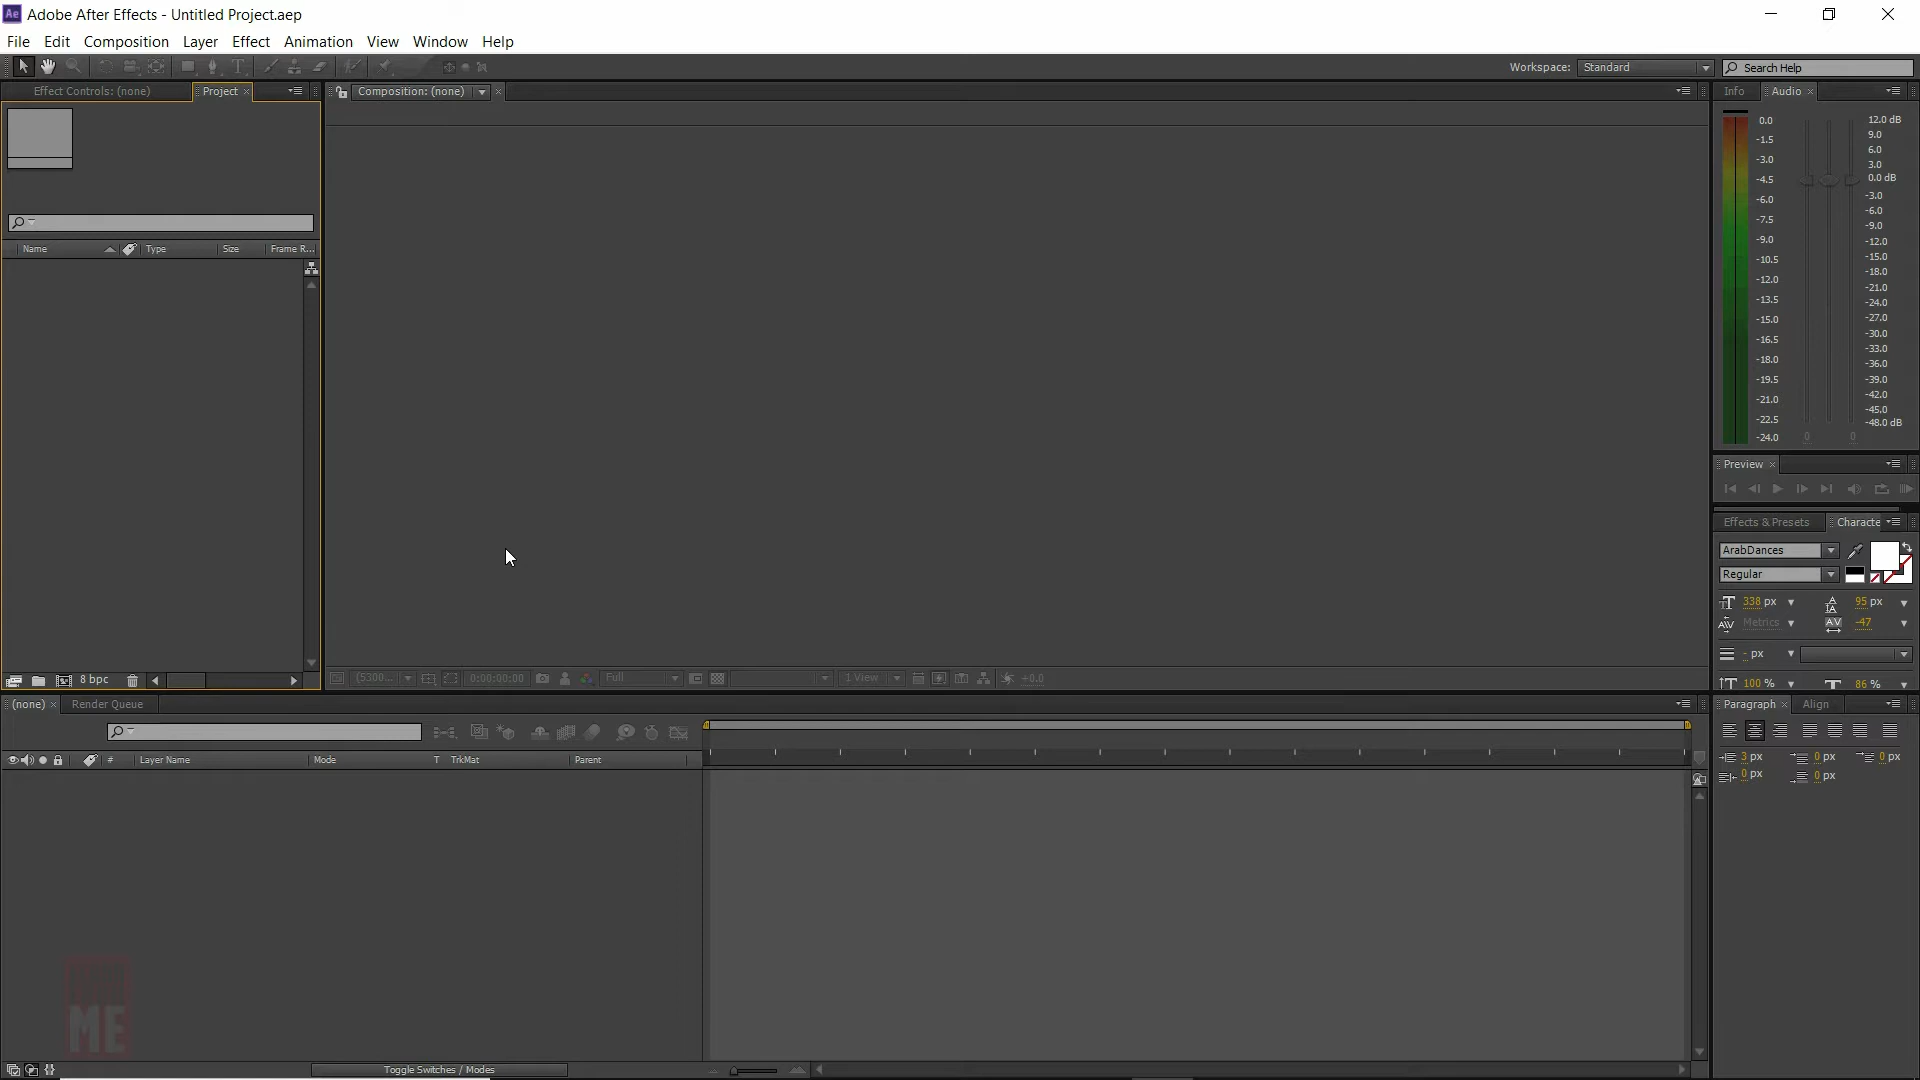 Ae Adobe After Effects - Untitled Project.aep
File Edit Composition Layer Effect Animation View Window Help
Workspace: Standard Search Help
Effect Controls: (none) Project Composition: (none) Info Audio
0.0
-1.5
-3.0
-4.5
-6.0
-7.5
-9.0
-10.5
-12.0
-13.5
-15.0
-16.5
-18.0
-19.5
-21.0
-22.5
-24.0
12.0 dB
9.0
6.0
3.0
0.0 dB
-3.0
-6.0
-9.0
-12.0
-15.0
-18.0
-21.0
-24.0
-27.0
-30.0
-33.0
-36.0
-39.0
-42.0
-45.0
-48.0 dB
0 0
Name Type Size Frame R...
Preview
Effects & Presets Characte
ArabDances
Regular
338 px 95 px
Metrics -47
- px
100 % 86 %
8 bpc
(5300... 0:00:00:00 Full 1 View +0.0
(none) Render Queue
# Layer Name Mode T TrkMat Parent
Paragraph Align
3 px 0 px 0 px
0 px 0 px
ME
Toggle Switches / Modes